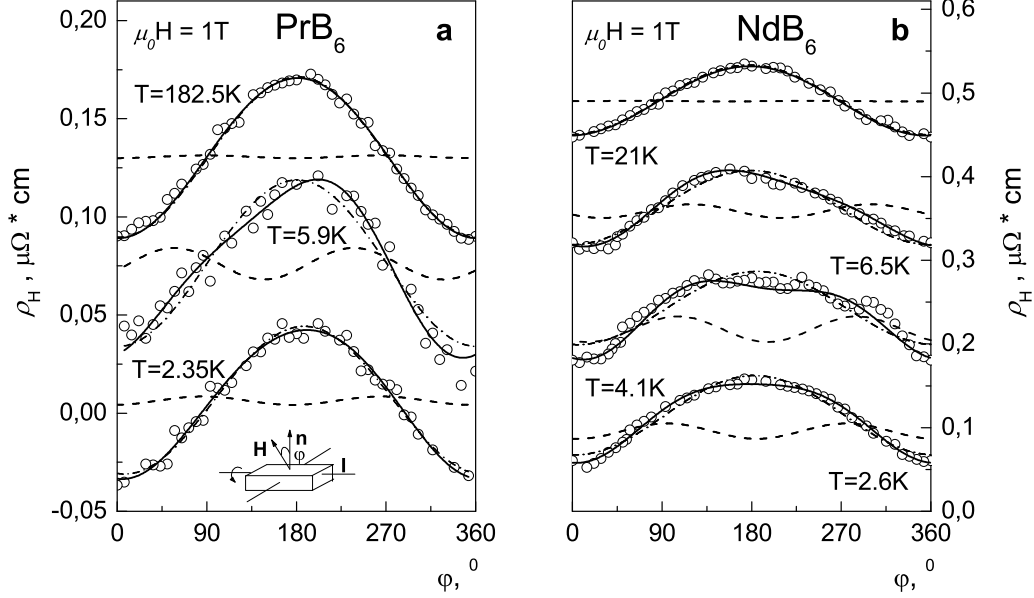 μ₀H = 1T
PrB₆
a
T=182.5K
T=5.9K
T=2.35K
H
n
φ
I
0,20
0,15
0,10
0,05
0,00
-0,05
0 90 180 270 360
ρ_H , μΩ * cm
φ, ⁰
μ₀H = 1T
NdB₆
b
T=21K
T=6.5K
T=4.1K
T=2.6K
0,6
0,5
0,4
0,3
0,2
0,1
0,0
0 90 180 270 360
ρ_H , μΩ * cm
φ, ⁰